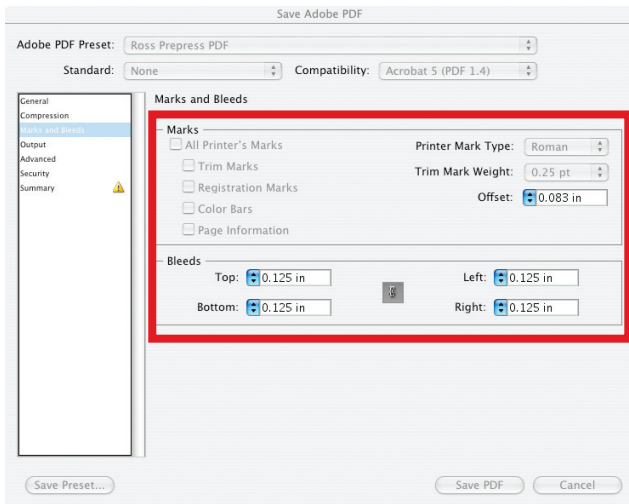 Save Adobe PDF
Adobe PDF Preset: Ross Prepress PDF
Standard: None Compatibility: Acrobat 5 (PDF 1.4)
General
Compression
Marks and Bleeds
Output
Advanced
Security
Summary
Marks and Bleeds
Marks
All Printer's Marks
Trim Marks
Registration Marks
Color Bars
Page Information
Printer Mark Type: Roman
Trim Mark Weight: 0.25 pt
Offset: 0.083 in
Bleeds
Top: 0.125 in Left: 0.125 in
Bottom: 0.125 in Right: 0.125 in
Save Preset... Save PDF Cancel